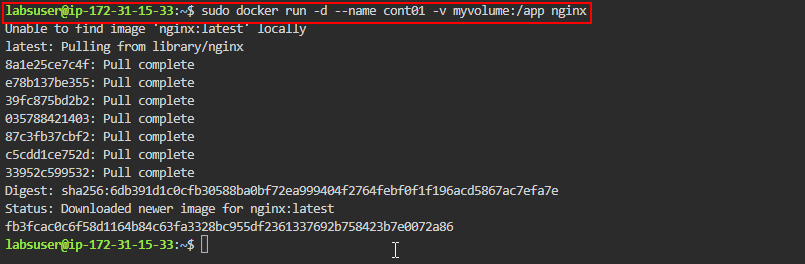 labsuser@ip-172-31-15-33:~$ sudo docker run -d --name cont01 -v myvolume:/app nginx
Unable to find image 'nginx:latest' locally
latest: Pulling from library/nginx
8a1e25ce7c4f: Pull complete
e78b137be355: Pull complete
39fc875bd2b2: Pull complete
035788421403: Pull complete
87c3fb37cbf2: Pull complete
c5cdd1ce752d: Pull complete
33952c599532: Pull complete
Digest: sha256:6db391d1c0cfb30588ba0bf72ea999404f2764febf0f1f196acd5867ac7efa7e
Status: Downloaded newer image for nginx:latest
fb3fcac0c6f58d1164b84c63fa3328bc955df2361337692b758423b7e0072a86
labsuser@ip-172-31-15-33:~$